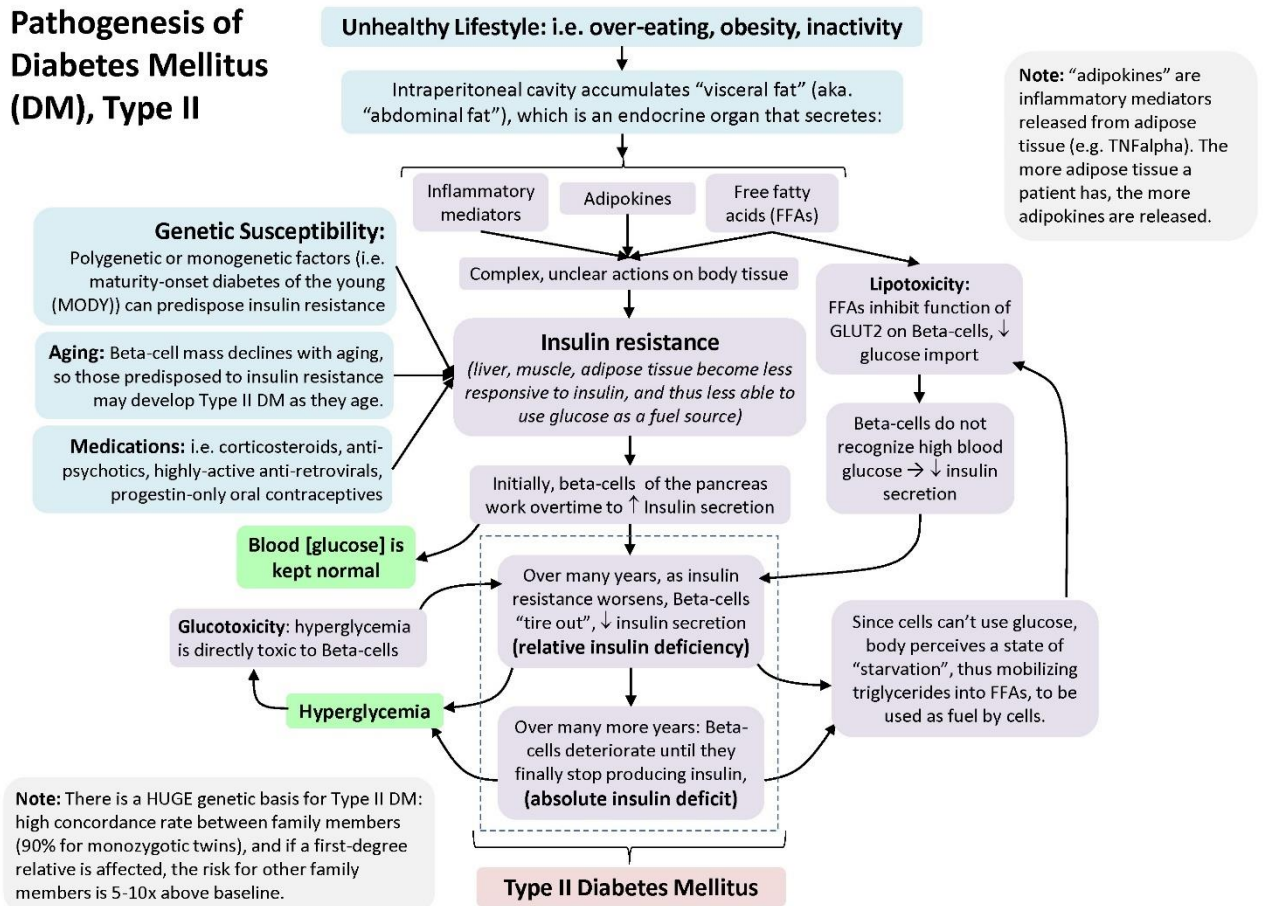 Pathogenesis of
Diabetes Mellitus
(DM), Type II
Unhealthy Lifestyle: i.e. over-eating, obesity, inactivity
Intraperitoneal cavity accumulates “visceral fat” (aka.
“abdominal fat”), which is an endocrine organ that secretes:
Note: “adipokines” are
inflammatory mediators
released from adipose
tissue (e.g. TNFalpha). The
more adipose tissue a
patient has, the more
adipokines are released.
Inflammatory
mediators
Adipokines
Free fatty
acids (FFAs)
Genetic Susceptibility:
Polygenetic or monogenetic factors (i.e.
maturity-onset diabetes of the young
(MODY)) can predispose insulin resistance
Complex, unclear actions on body tissue
Lipotoxicity:
FFAs inhibit function of
GLUT2 on Beta-cells, ↓
glucose import
Aging: Beta-cell mass declines with aging,
so those predisposed to insulin resistance
may develop Type II DM as they age.
Insulin resistance
(liver, muscle, adipose tissue become less
responsive to insulin, and thus less able to
use glucose as a fuel source)
Medications: i.e. corticosteroids, anti-
psychotics, highly-active anti-retrovirals,
progestin-only oral contraceptives
Beta-cells do not
recognize high blood
glucose → ↓ insulin
secretion
Initially, beta-cells of the pancreas
work overtime to ↑ Insulin secretion
Blood [glucose] is
kept normal
Over many years, as insulin
resistance worsens, Beta-cells
“tire out”, ↓ insulin secretion
(relative insulin deficiency)
Glucotoxicity: hyperglycemia
is directly toxic to Beta-cells
Since cells can’t use glucose,
body perceives a state of
“starvation”, thus mobilizing
triglycerides into FFAs, to be
used as fuel by cells.
Hyperglycemia
Over many more years: Beta-
cells deteriorate until they
finally stop producing insulin,
(absolute insulin deficit)
Note: There is a HUGE genetic basis for Type II DM:
high concordance rate between family members
(90% for monozygotic twins), and if a first-degree
relative is affected, the risk for other family
members is 5-10x above baseline.
Type II Diabetes Mellitus